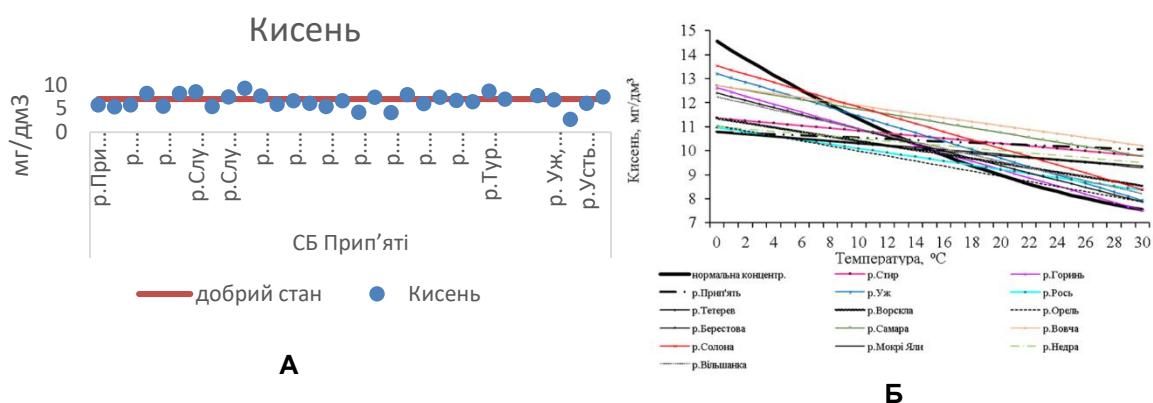 Кисень
мг/дм3
10
5
0
р.При…
р.…
р.…
р.Слу…
р.Слу…
р.…
р.…
р.…
р.…
р.…
р.…
р.…
р.Тур…
р. Уж,…
р.Усть…
СБ Прип’яті
добрий стан
Кисень
А
Кисень, мг/дм³
15
14
13
12
11
10
9
8
7
0 2 4 6 8 10 12 14 16 18 20 22 24 26 28 30
Температура, °С
нормальна концентр.
р.Стир
р.Горинь
р.Прип'ять
р.Уж
р.Рось
р.Тетерев
р.Ворскла
р.Орель
р.Берестова
р.Самара
р.Вовча
р.Солона
р.Мокрі Яли
р.Недра
р.Вільшанка
Б